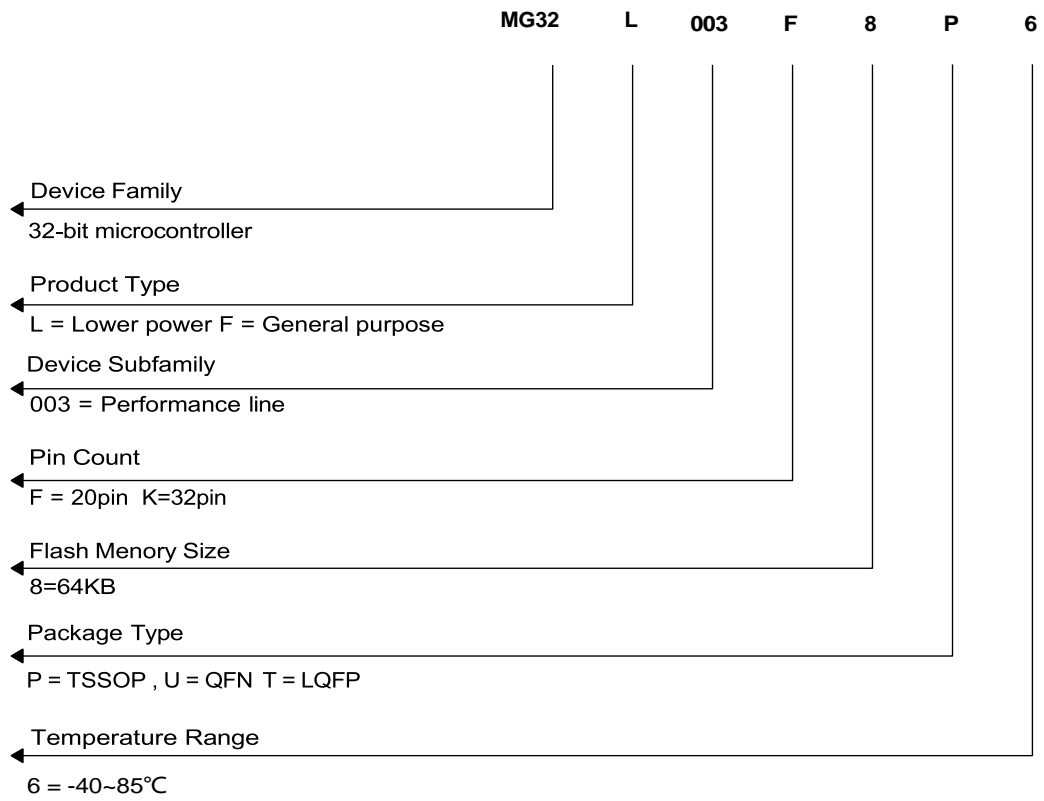 MG32 L 003 F 8 P 6
Device Family
32-bit microcontroller
Product Type
L = Lower power F = General purpose
Device Subfamily
003 = Performance line
Pin Count
F = 20pin K=32pin
Flash Menory Size
8=64KB
Package Type
P = TSSOP , U = QFN T = LQFP
Temperature Range
6 = -40~85℃